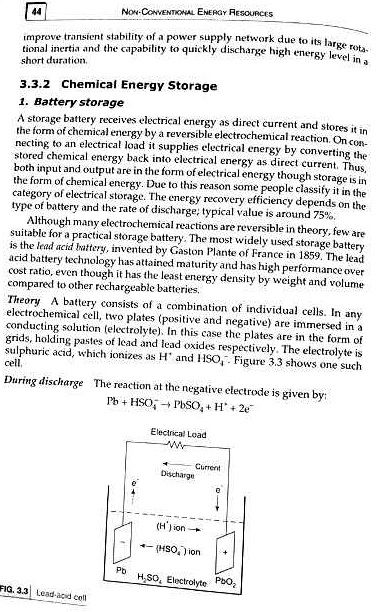 44
NON-CONVENTIONAL ENERGY RESOURCES
improve transient stability of a power supply network due to its large rota-
tional inertia and the capability to quickly discharge high energy level in a
short duration.
3.3.2 Chemical Energy Storage
1. Battery storage
A storage battery receives electrical energy as direct current and stores it in
the form of chemical energy by a reversible electrochemical reaction. On con-
necting to an electrical load it supplies electrical energy by converting the
stored chemical energy back into electrical energy as direct current. Thus,
both input and output are in the form of electrical energy though storage is in
the form of chemical energy. Due to this reason some people classify it in the
category of electrical storage. The energy recovery efficiency depends on the
type of battery and the rate of discharge; typical value is around 75%.
Although many electrochemical reactions are reversible in theory, few are
suitable for a practical storage battery. The most widely used storage battery
is the lead acid battery, invented by Gaston Plante of France in 1859. The lead
acid battery technology has attained maturity and has high performance over
cost ratio, even though it has the least energy density by weight and volume
compared to other rechargeable batteries.
Theory A battery consists of a combination of individual cells. In any
electrochemical cell, two plates (positive and negative) are immersed in a
conducting solution (electrolyte). In this case the plates are in the form of
grids, holding pastes of lead and lead oxides respectively. The electrolyte is
sulphuric acid, which ionizes as H⁺ and HSO₄⁻. Figure 3.3 shows one such
cell.
During discharge The reaction at the negative electrode is given by:
Pb + HSO₄⁻ → PbSO₄ + H⁺ + 2e⁻
Electrical Load
← Current
Discharge
e⁻ e⁻
(H⁺) ion →
← (HSO₄⁻) ion
− +
Pb H₂SO₄ Electrolyte PbO₂
FIG. 3.3 Lead-acid cell